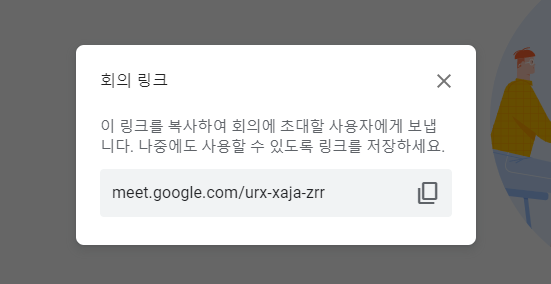 회의 링크
이 링크를 복사하여 회의에 초대할 사용자에게 보냅
니다. 나중에도 사용할 수 있도록 링크를 저장하세요.
meet.google.com/urx-xaja-zrr